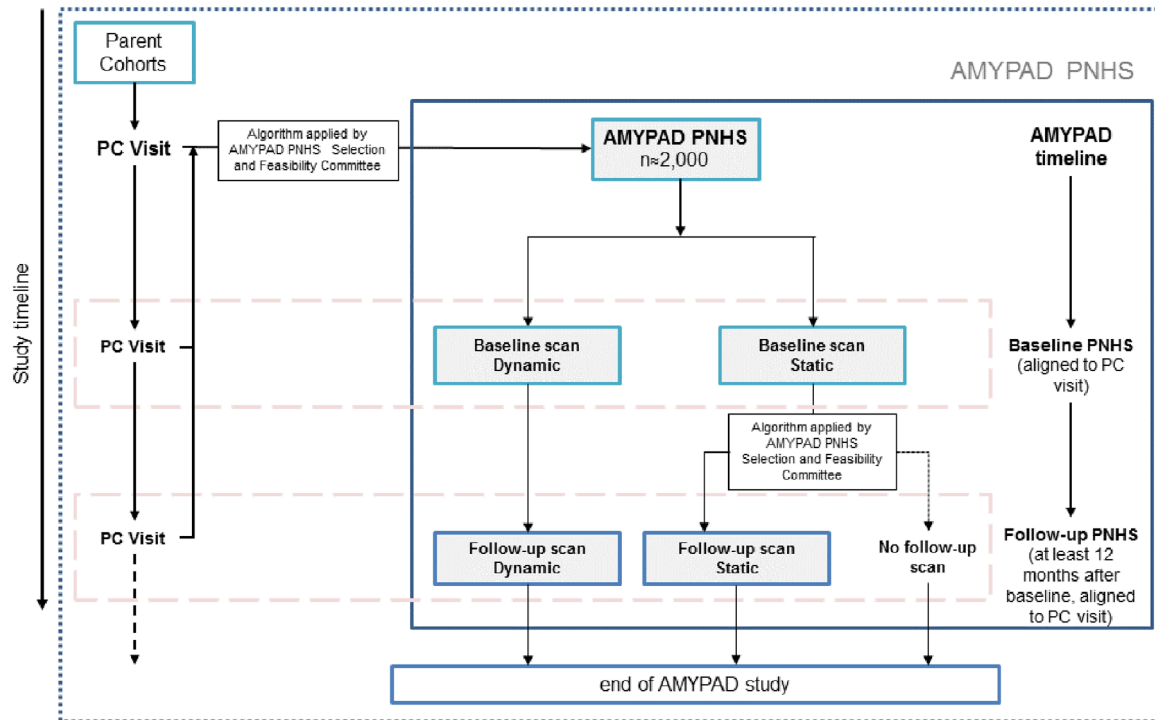 Parent
Cohorts
AMYPAD PNHS
PC Visit
Algorithm applied by
AMYPAD PNHS Selection
and Feasibility Committee
AMYPAD PNHS
n≈2,000
AMYPAD
timeline
Study timeline
PC Visit
Baseline scan
Dynamic
Baseline scan
Static
Baseline PNHS
(aligned to PC
visit)
Algorithm applied by
AMYPAD PNHS
Selection and Feasibility
Committee
PC Visit
Follow-up scan
Dynamic
Follow-up scan
Static
No follow-up
scan
Follow-up PNHS
(at least 12
months after
baseline, aligned
to PC visit)
end of AMYPAD study